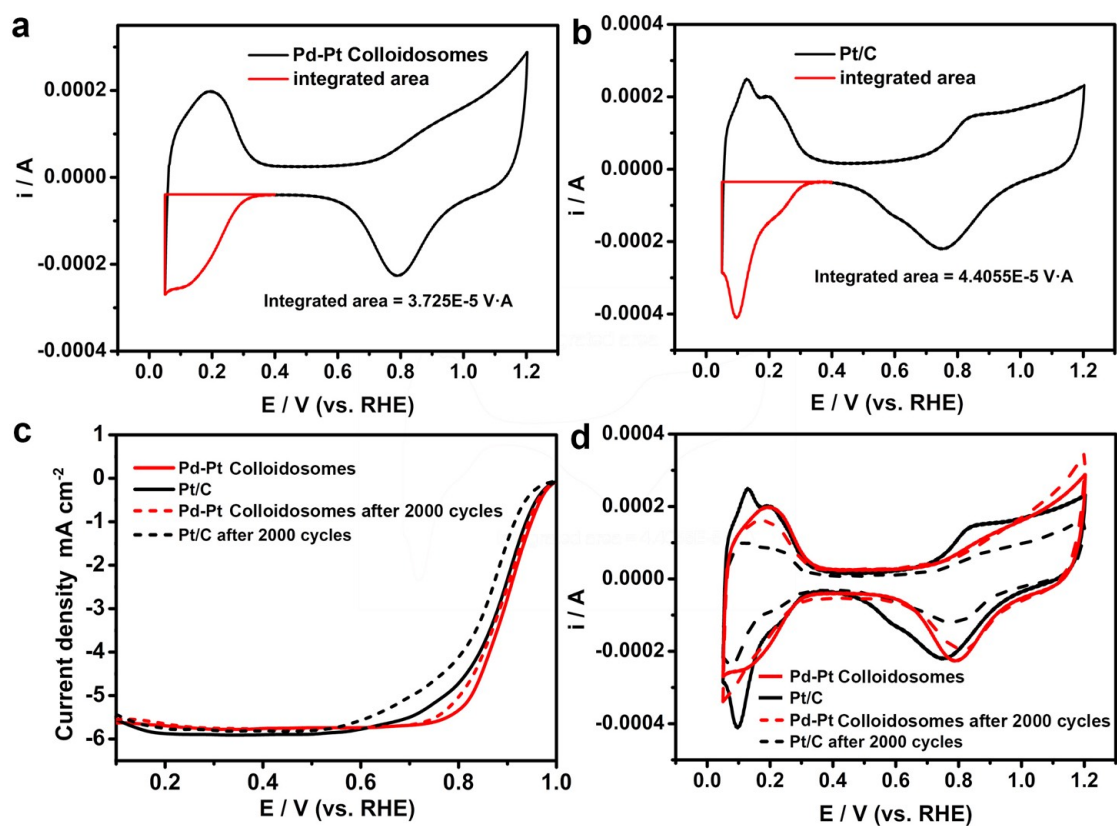 a
Pd-Pt Colloidosomes
integrated area
0.0002
0.0000
-0.0002
-0.0004
i / A
Integrated area = 3.725E-5 V·A
0.0 0.2 0.4 0.6 0.8 1.0 1.2
E / V (vs. RHE)
b
Pt/C
integrated area
0.0004
0.0002
0.0000
-0.0002
-0.0004
i / A
Integrated area = 4.4055E-5 V·A
0.0 0.2 0.4 0.6 0.8 1.0 1.2
E / V (vs. RHE)
c
Pd-Pt Colloidosomes
Pt/C
Pd-Pt Colloidosomes after 2000 cycles
Pt/C after 2000 cycles
1
0
-1
-2
-3
-4
-5
-6
Current density mA cm-2
0.2 0.4 0.6 0.8 1.0
E / V (vs. RHE)
d
0.0004
0.0002
0.0000
-0.0002
-0.0004
i / A
Pd-Pt Colloidosomes
Pt/C
Pd-Pt Colloidosomes after 2000 cycles
Pt/C after 2000 cycles
0.0 0.2 0.4 0.6 0.8 1.0 1.2
E / V (vs. RHE)